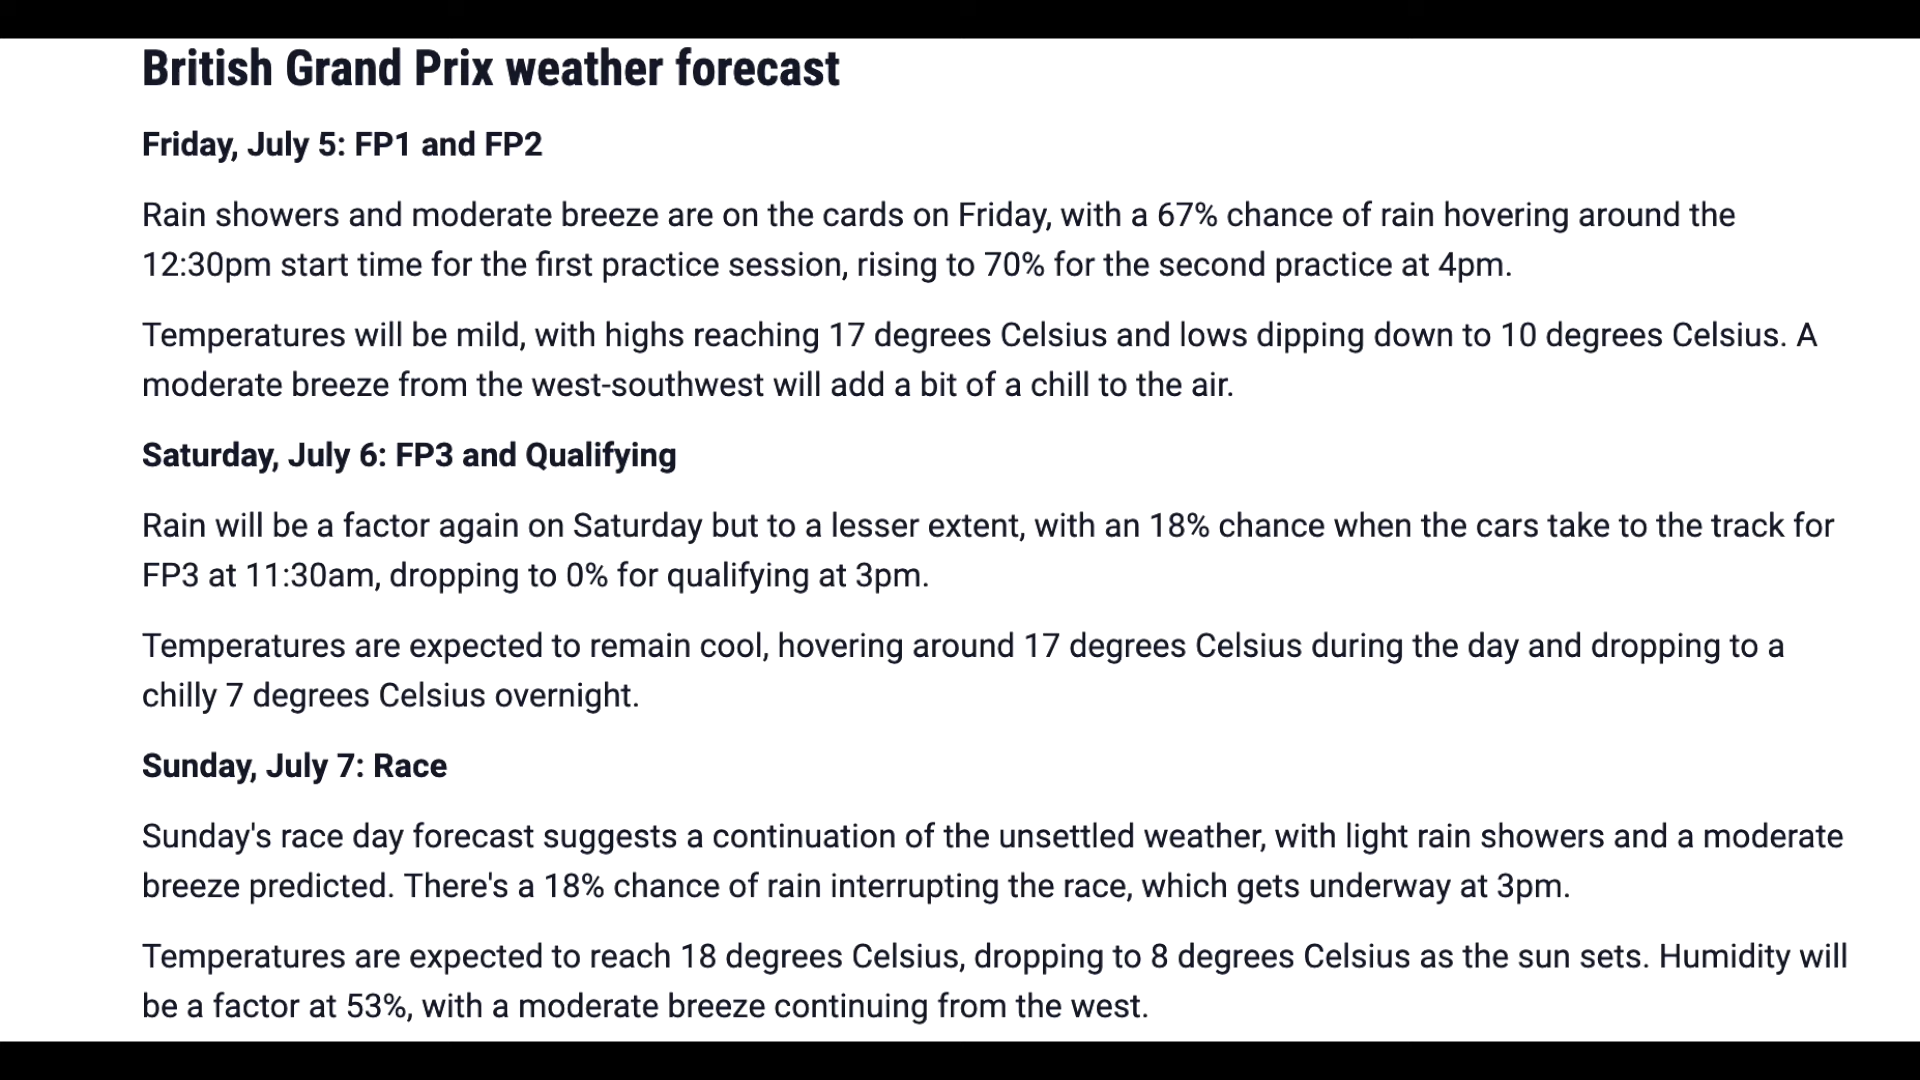 British Grand Prix weather forecast
Friday, July 5: FP1 and FP2
Rain showers and moderate breeze are on the cards on Friday, with a 67% chance of rain hovering around the
12:30pm start time for the first practice session, rising to 70% for the second practice at 4pm.
Temperatures will be mild, with highs reaching 17 degrees Celsius and lows dipping down to 10 degrees Celsius. A
moderate breeze from the west-southwest will add a bit of a chill to the air.
Saturday, July 6: FP3 and Qualifying
Rain will be a factor again on Saturday but to a lesser extent, with an 18% chance when the cars take to the track for
FP3 at 11:30am, dropping to 0% for qualifying at 3pm.
Temperatures are expected to remain cool, hovering around 17 degrees Celsius during the day and dropping to a
chilly 7 degrees Celsius overnight.
Sunday, July 7: Race
Sunday's race day forecast suggests a continuation of the unsettled weather, with light rain showers and a moderate
breeze predicted. There's a 18% chance of rain interrupting the race, which gets underway at 3pm.
Temperatures are expected to reach 18 degrees Celsius, dropping to 8 degrees Celsius as the sun sets. Humidity will
be a factor at 53%, with a moderate breeze continuing from the west.